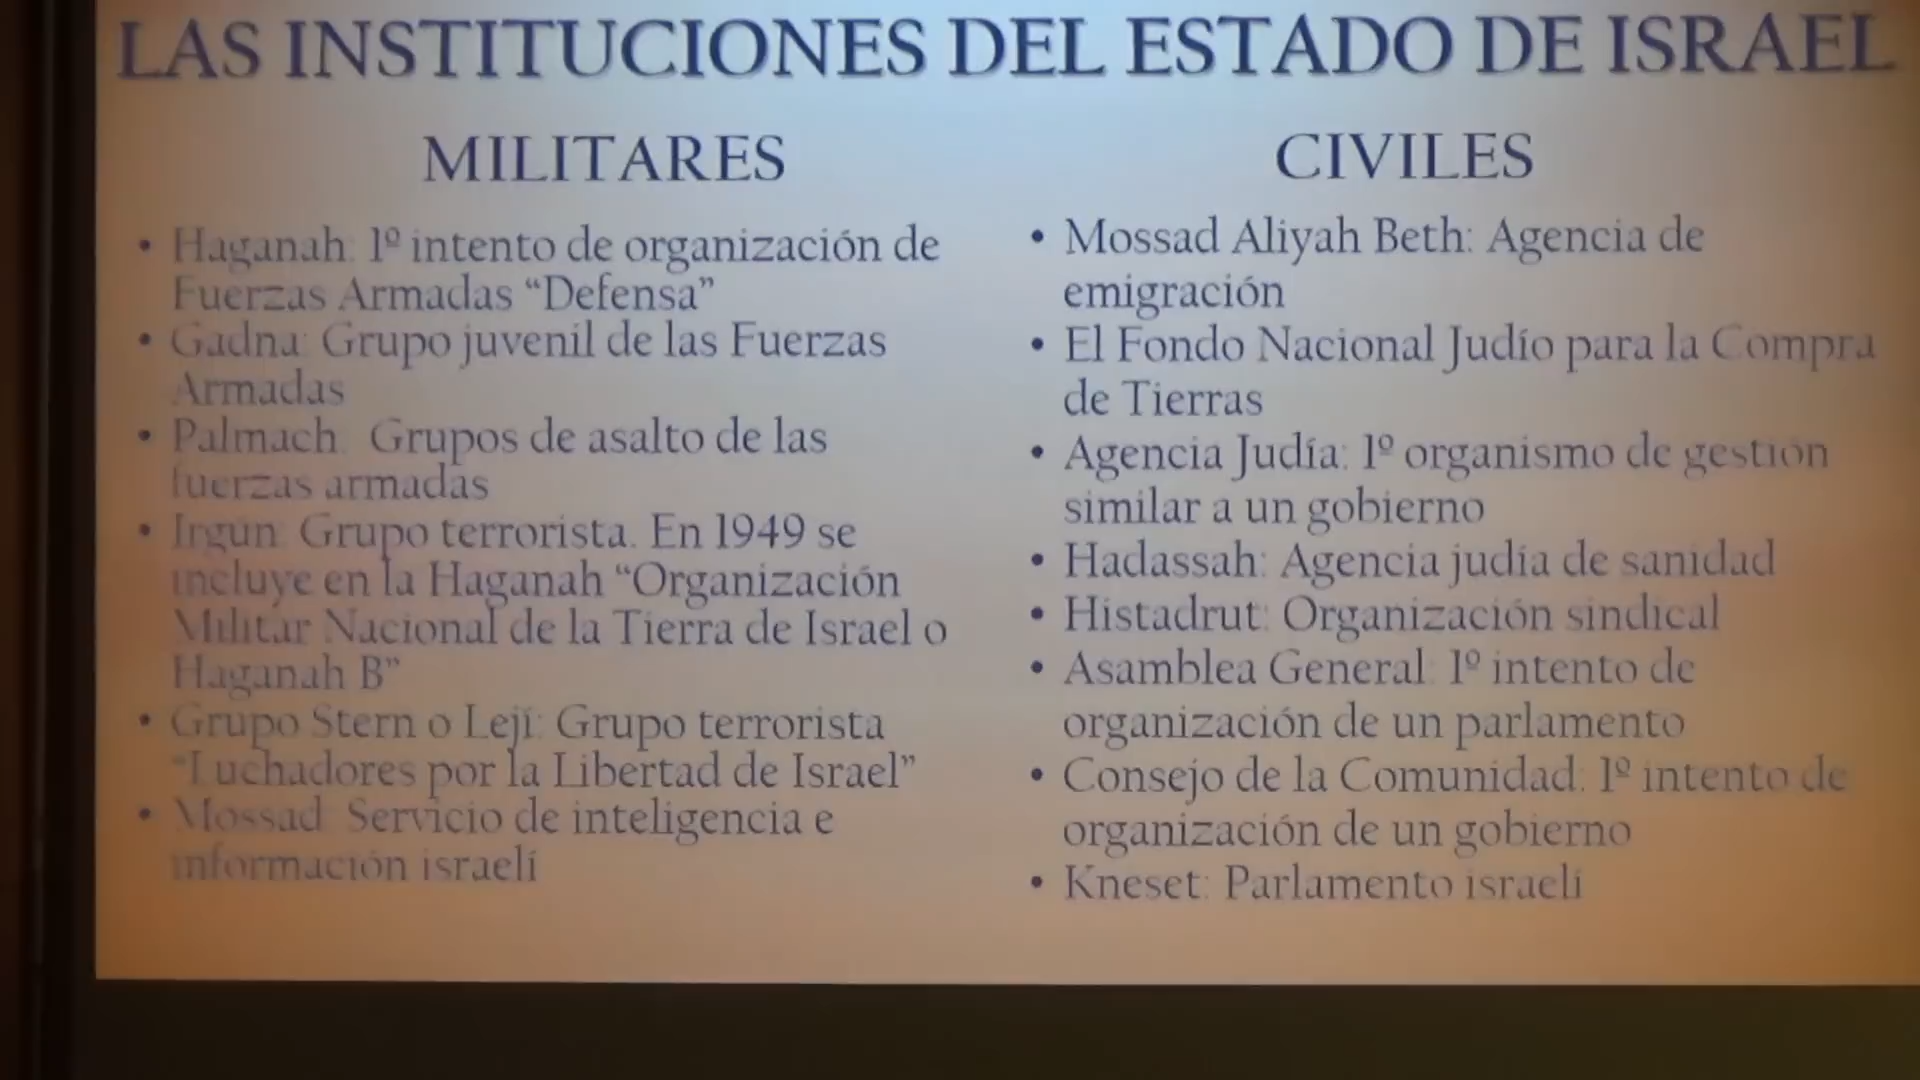 LAS INSTITUCIONES DEL ESTADO DE ISRAEL
MILITARES
• Haganah: 1º intento de organización de
Fuerzas Armadas “Defensa”
• Gadna: Grupo juvenil de las Fuerzas
Armadas
• Palmach: Grupos de asalto de las
fuerzas armadas
• Irgún: Grupo terrorista. En 1949 se
incluye en la Haganah “Organización
Militar Nacional de la Tierra de Israel o
Haganah B”
• Grupo Stern o Lejí: Grupo terrorista
“Luchadores por la Libertad de Israel”
• Mossad: Servicio de inteligencia e
información israelí
CIVILES
• Mossad Aliyah Beth: Agencia de
emigración
• El Fondo Nacional Judío para la Compra
de Tierras
• Agencia Judía: 1º organismo de gestión
similar a un gobierno
• Hadassah: Agencia judía de sanidad
• Histadrut: Organización sindical
• Asamblea General: 1º intento de
organización de un parlamento
• Consejo de la Comunidad: 1º intento de
organización de un gobierno
• Kneset: Parlamento israelí